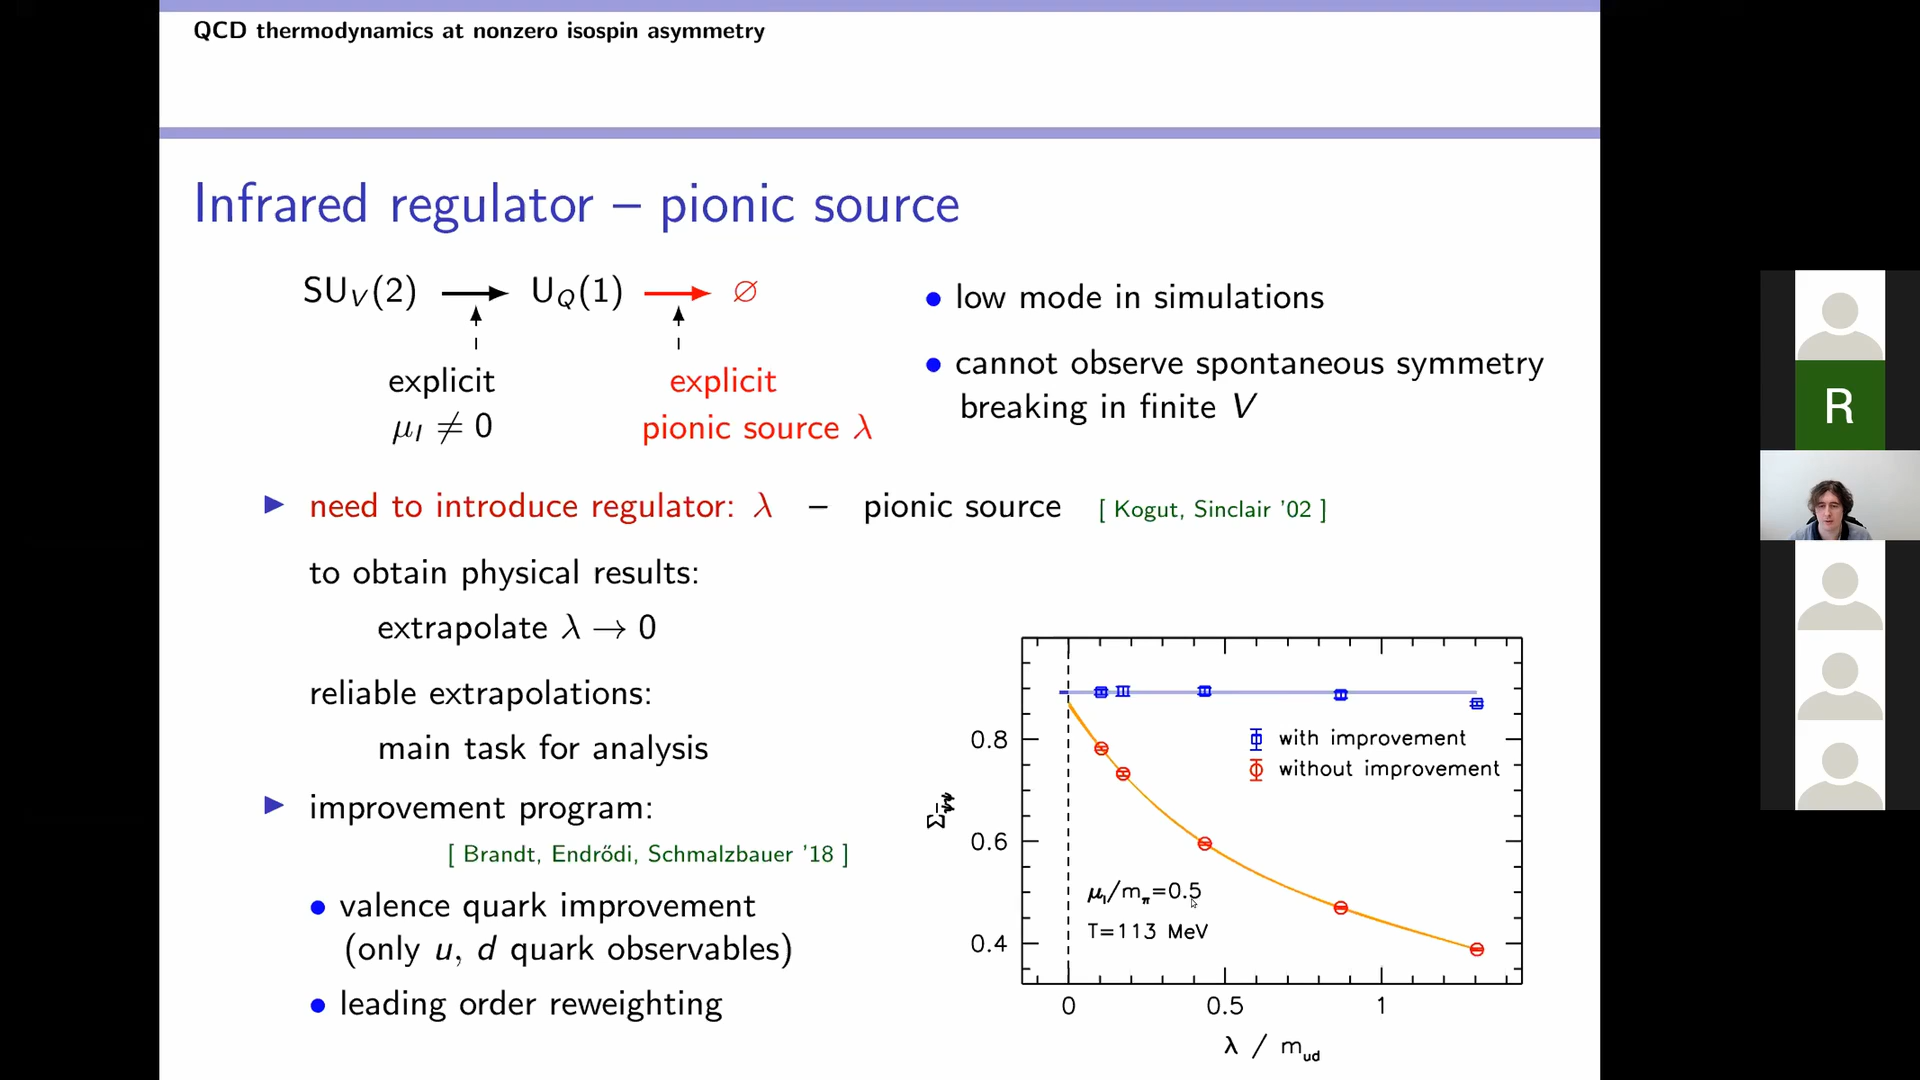 QCD thermodynamics at nonzero isospin asymmetry
Infrared regulator – pionic source
SU_V(2) → U_Q(1) → ∅
explicit explicit
μ_I ≠ 0 pionic source λ
• low mode in simulations
• cannot observe spontaneous symmetry
breaking in finite V
▶ need to introduce regulator: λ – pionic source [ Kogut, Sinclair '02 ]
to obtain physical results:
extrapolate λ → 0
reliable extrapolations:
main task for analysis
▶ improvement program:
[ Brandt, Endrődi, Schmalzbauer '18 ]
• valence quark improvement
(only u, d quark observables)
• leading order reweighting
with improvement
without improvement
0.8
0.6
0.4
Σ_ψ̄ψ
μ_I/m_π=0.5
T=113 MeV
0 0.5 1
λ / m_ud
R